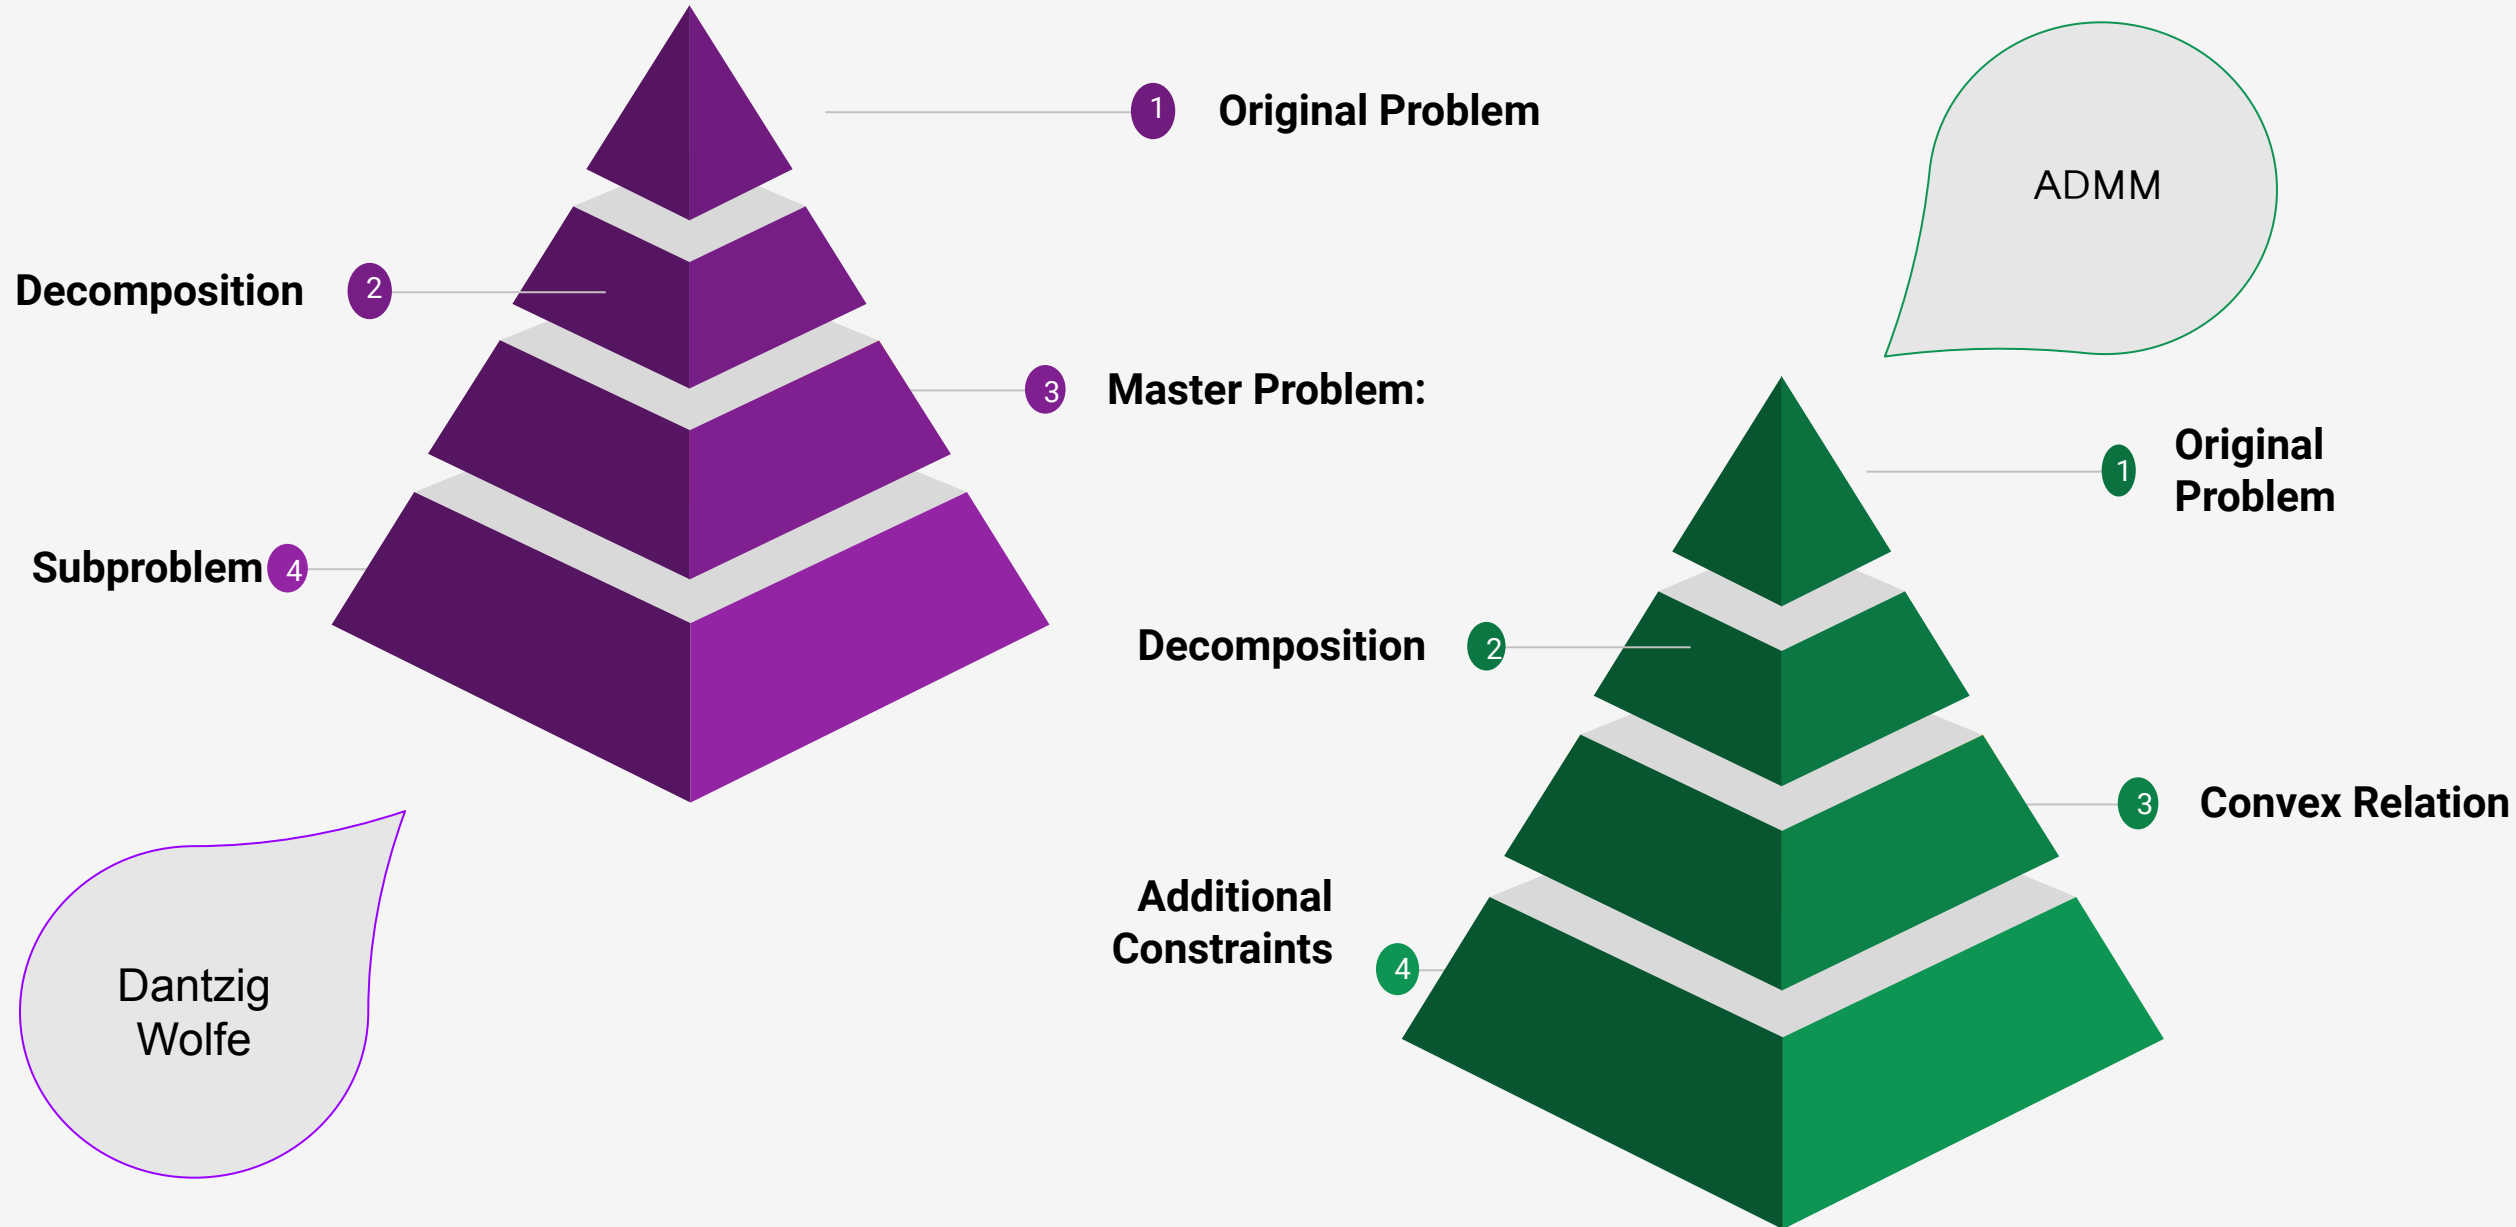 1
Original Problem
Decomposition
2
3
Master Problem:
Subproblem
4
Dantzig
Wolfe
ADMM
1
Original
Problem
Decomposition
2
3
Convex Relation
Additional
Constraints
4